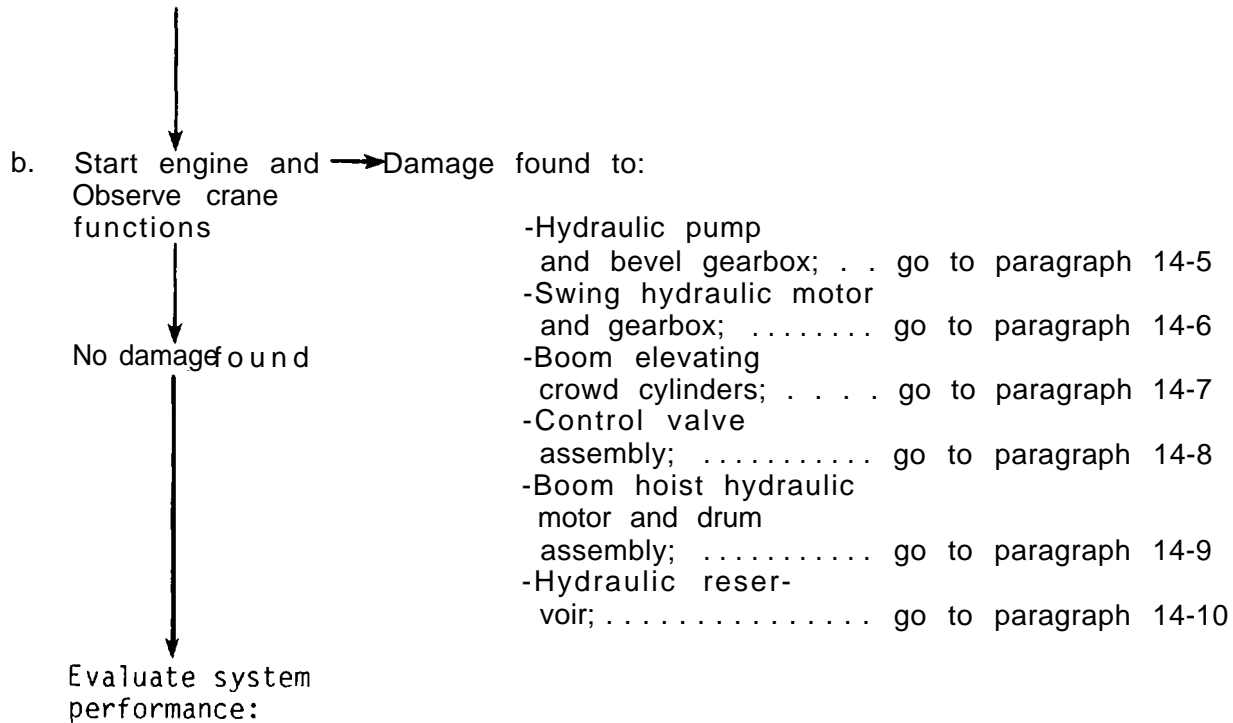 b. Start engine and Damage found to:
Observe crane
functions
-Hydraulic pump
and bevel gearbox; . . go to paragraph 14-5
-Swing hydraulic motor
and gearbox; ........ go to paragraph 14-6
No damage found
-Boom elevating
crowd cylinders; . . . . go to paragraph 14-7
-Control valve
assembly; ........... go to paragraph 14-8
-Boom hoist hydraulic
motor and drum
assembly; ........... go to paragraph 14-9
-Hydraulic reser-
voir; ............... go to paragraph 14-10
Evaluate system
performance: